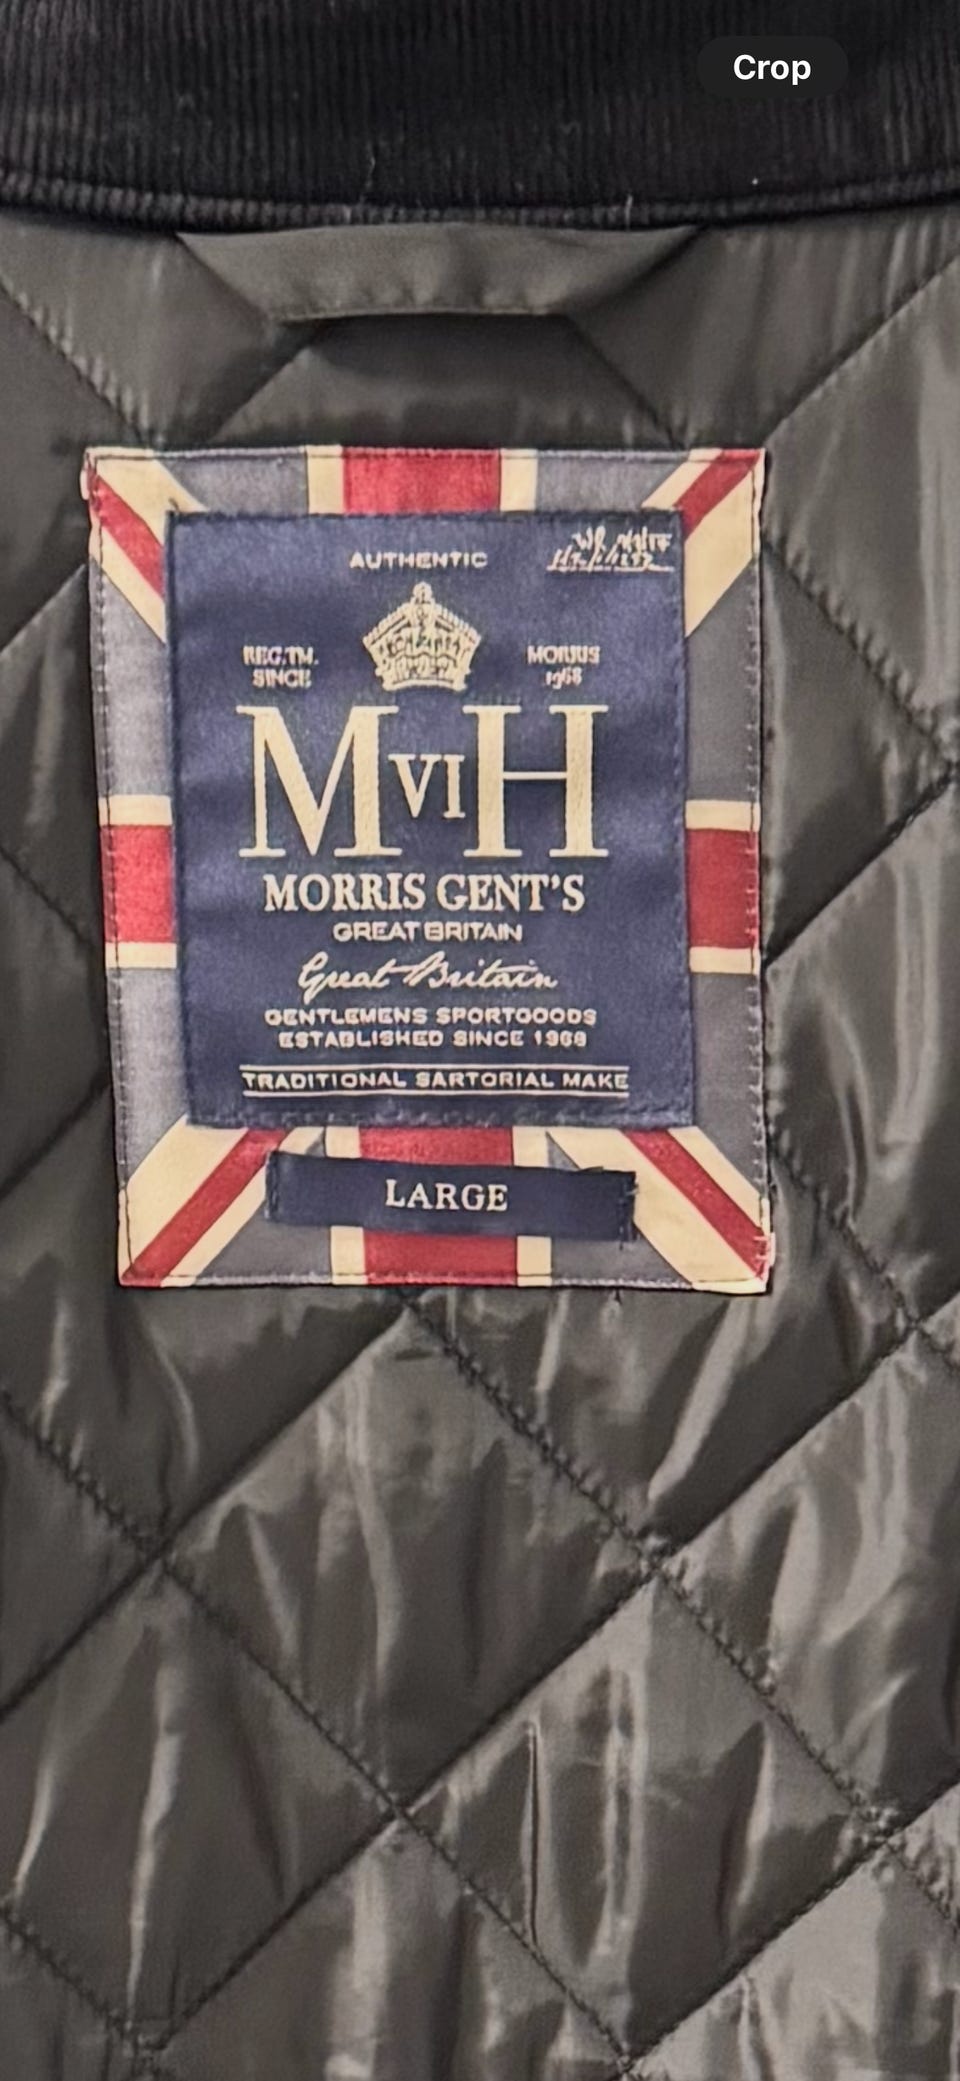 Crop
AUTHENTIC
REG.TM.
SINCE
MORRIS
1968
M VI H
MORRIS GENT'S
GREAT BRITAIN
Great Britain
GENTLEMENS SPORTGOODS
ESTABLISHED SINCE 1968
TRADITIONAL SARTORIAL MAKE
LARGE